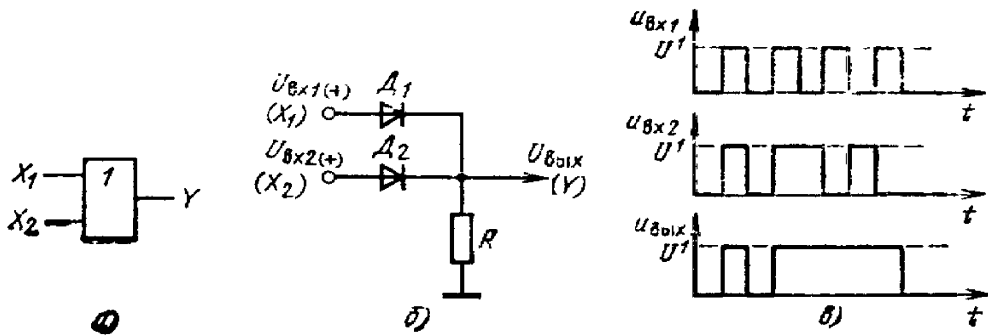 X₁
X₂
1
Y
а)
Uвх1(+)
(X₁)
Д₁
Uвх2(+)
(X₂)
Д₂
Uвых
(Y)
R
б)
uвх1
U¹
t
uвх2
U¹
t
uвых
U¹
t
в)